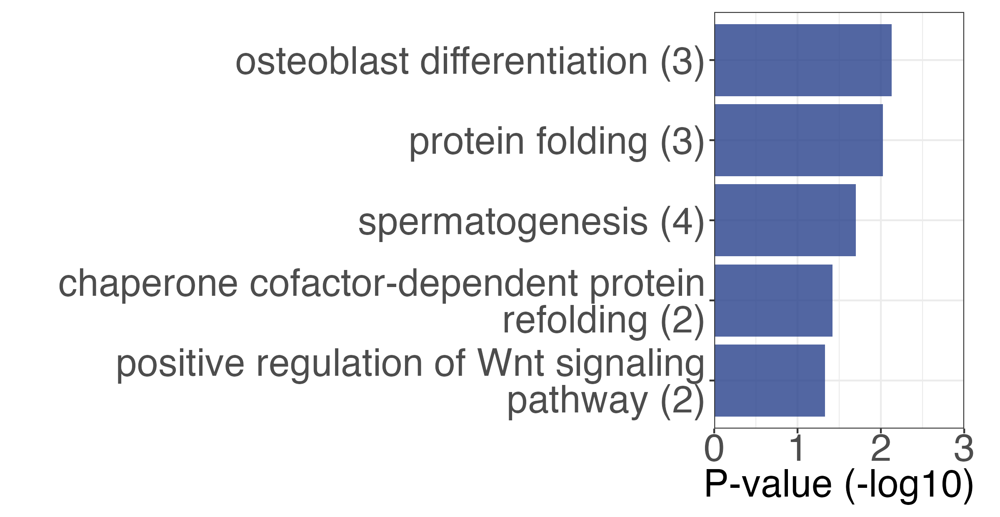 osteoblast differentiation (3)
protein folding (3)
spermatogenesis (4)
chaperone cofactor-dependent protein
refolding (2)
positive regulation of Wnt signaling
pathway (2)
0 1 2 3
P-value (-log10)